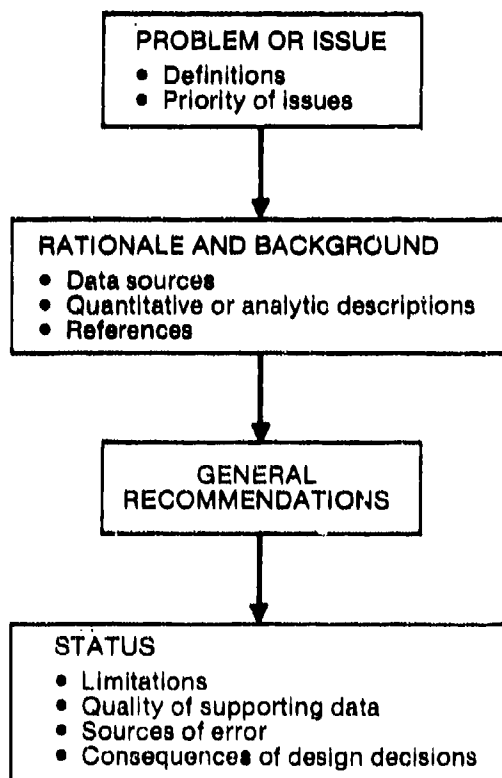 PROBLEM OR ISSUE
• Definitions
• Priority of issues
RATIONALE AND BACKGROUND
• Data sources
• Quantitative or analytic descriptions
• References
GENERAL
RECOMMENDATIONS
STATUS
• Limitations
• Quality of supporting data
• Sources of error
• Consequences of design decisions